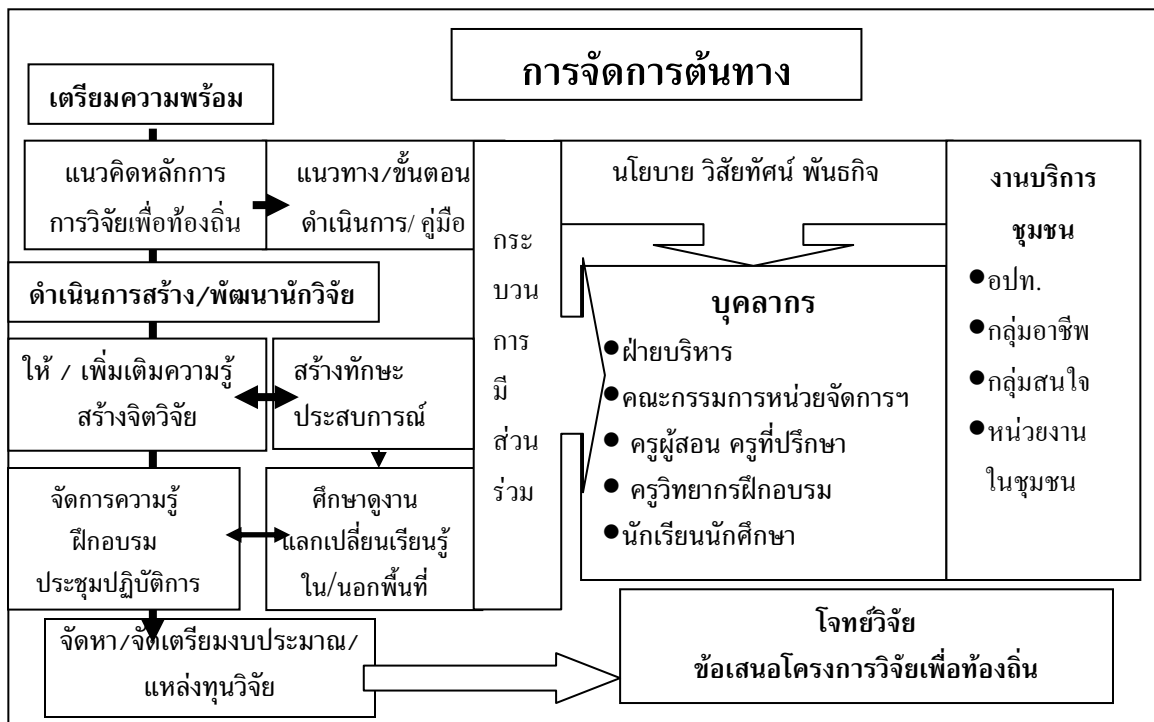 การจัดการต้นทาง
เตรียมความพร้อม
แนวคิดหลักการ
การวิจัยเพื่อท้องถิ่น
แนวทาง/ขั้นตอน
ดำเนินการ/คู่มือ
ดำเนินการสร้าง/พัฒนานักวิจัย
ให้ / เพิ่มเติมความรู้
สร้างจิตวิจัย
สร้างทักษะ
ประสบการณ์
จัดการความรู้
ฝึกอบรม
ประชุมปฏิบัติการ
ศึกษาดูงาน
แลกเปลี่ยนเรียนรู้
ใน/นอกพื้นที่
จัดหา/จัดเตรียมงบประมาณ/
แหล่งทุนวิจัย
กระ
บวน
การ
มี
ส่วน
ร่วม
นโยบาย วิสัยทัศน์ พันธกิจ
บุคลากร
●ฝ่ายบริหาร
●คณะกรรมการหน่วยจัดการฯ
● ครูผู้สอน ครูที่ปรึกษา
● ครูวิทยากรฝึกอบรม
●นักเรียนนักศึกษา
งานบริการ
ชุมชน
●อปท.
●กลุ่มอาชีพ
●กลุ่มสนใจ
●หน่วยงาน
ในชุมชน
โจทย์วิจัย
ข้อเสนอโครงการวิจัยเพื่อท้องถิ่น